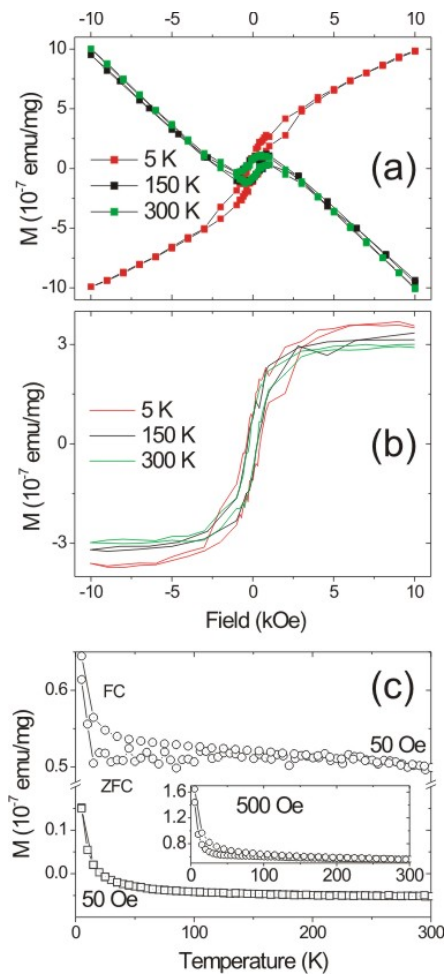 -10 -5 0 5 10
10
5
0
-5
-10
M (10⁻⁷ emu/mg)
5 K
150 K
300 K
(a)
3
0
-3
M (10⁻⁷ emu/mg)
5 K
150 K
300 K
(b)
-10 -5 0 5 10
Field (kOe)
0.6
0.5
0.1
0.0
M (10⁻⁷ emu/mg)
FC
(c)
50 Oe
ZFC
500 Oe
1.6
1.2
0.8
0 100 200 300
50 Oe
0 100 200 300
Temperature (K)